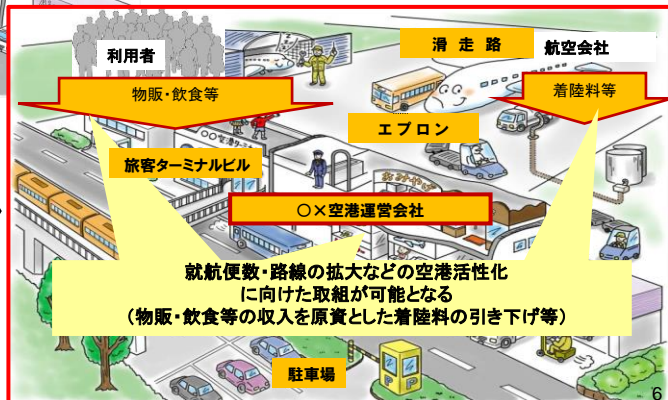 利用者
滑走路
航空会社
物販・飲食等
着陸料等
エプロン
旅客ターミナルビル
おみやげ
○×空港運営会社
就航便数・路線の拡大などの空港活性化
に向けた取組が可能となる
(物販・飲食等の収入を原資とした着陸料の引き下げ等)
駐車場
P
P
6